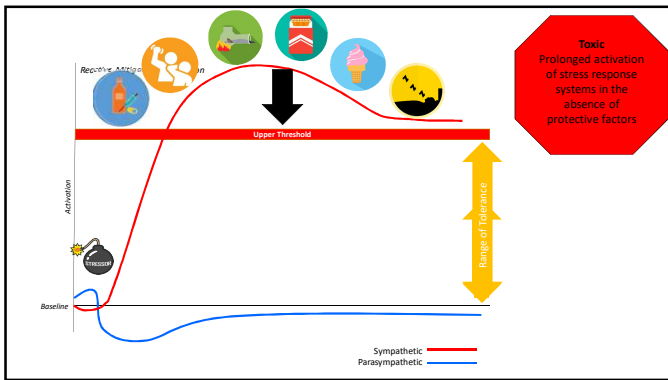 Toxic
Prolonged activation
of stress response
systems in the
absence of
protective factors
Upper Threshold
Activation
Range of Tolerance
STRESSOR
Baseline
Sympathetic
Parasympathetic